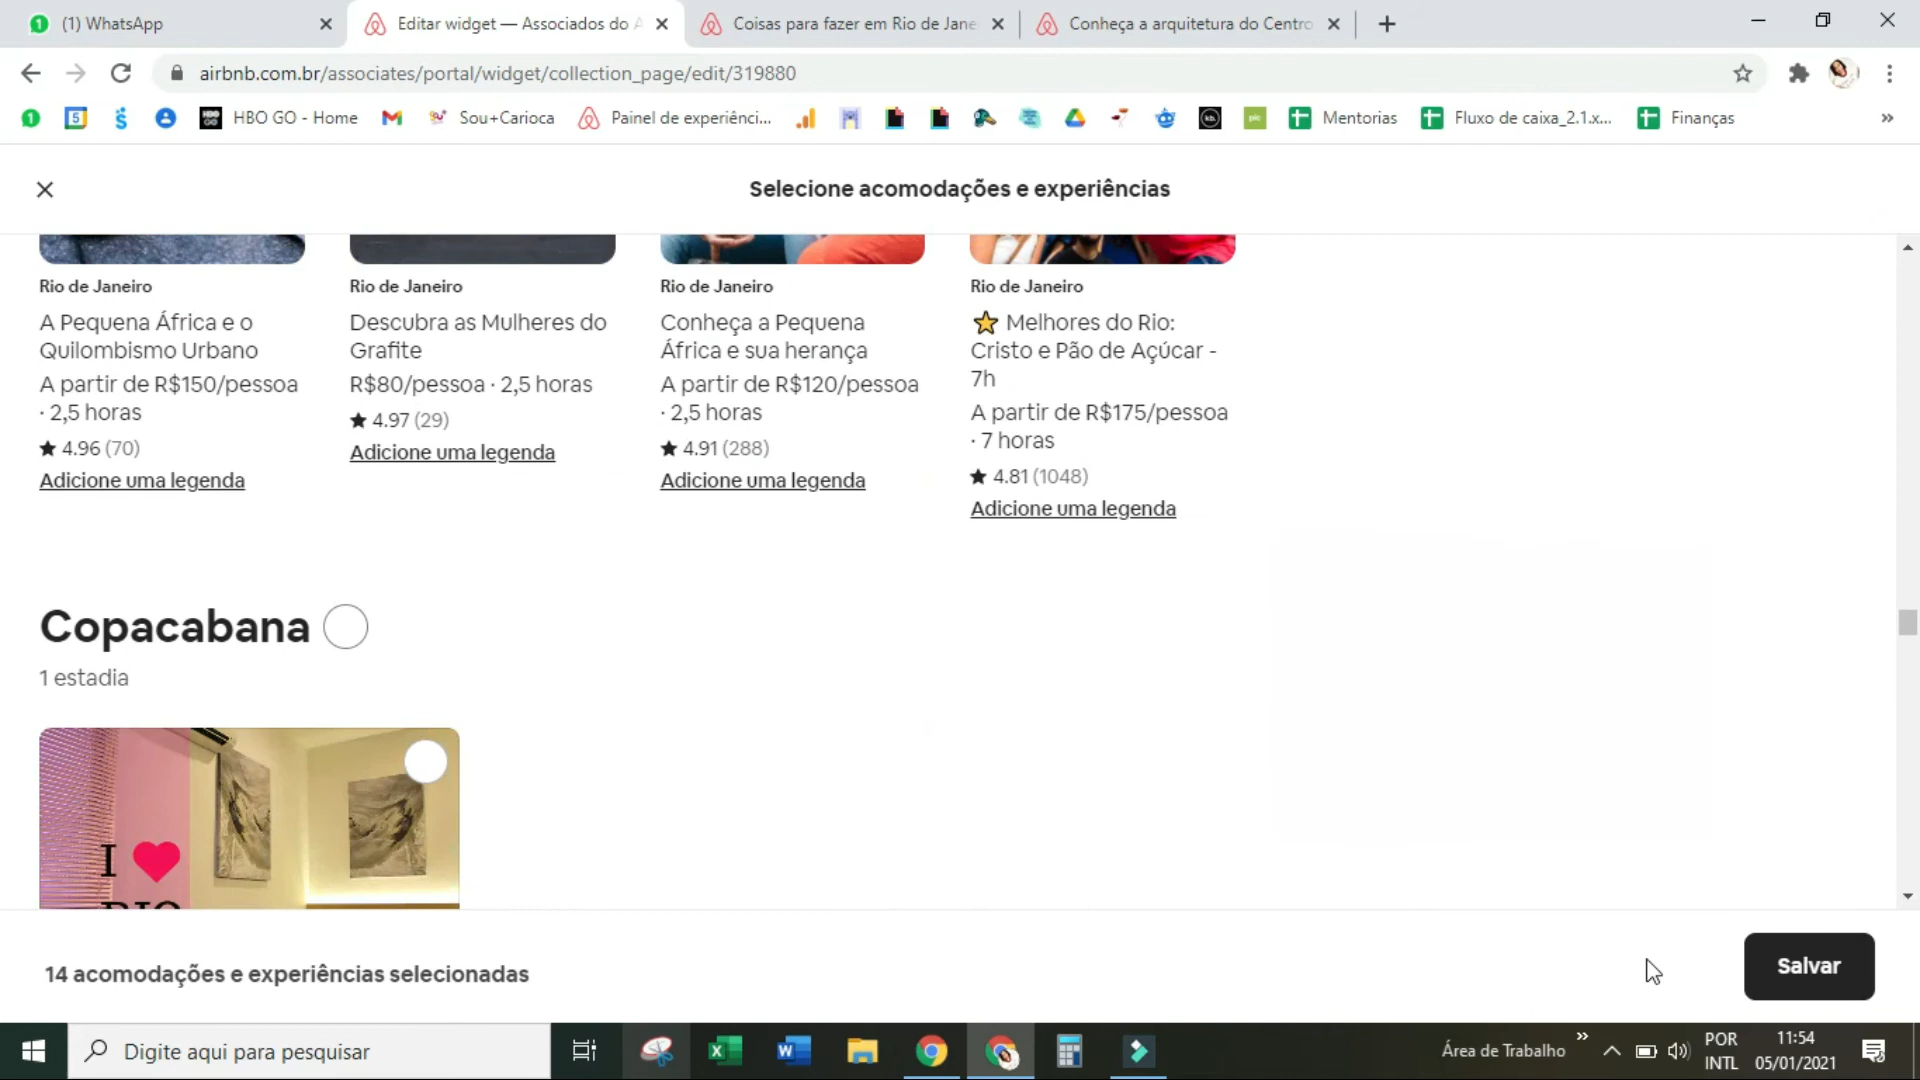 (1) WhatsApp
Editar widget — Associados do A
Coisas para fazer em Rio de Jane
Conheça a arquitetura do Centro
airbnb.com.br/associates/portal/widget/collection_page/edit/319880
HBO GO - Home
Sou+Carioca
Painel de experiênci...
Mentorias
Fluxo de caixa_2.1.x...
Finanças
Selecione acomodações e experiências
Rio de Janeiro
A Pequena África e o
Quilombismo Urbano
A partir de R$150/pessoa
· 2,5 horas
★ 4.96 (70)
Adicione uma legenda
Rio de Janeiro
Descubra as Mulheres do
Grafite
R$80/pessoa · 2,5 horas
★ 4.97 (29)
Adicione uma legenda
Rio de Janeiro
Conheça a Pequena
África e sua herança
A partir de R$120/pessoa
· 2,5 horas
★ 4.91 (288)
Adicione uma legenda
Rio de Janeiro
⭐ Melhores do Rio:
Cristo e Pão de Açúcar -
7h
A partir de R$175/pessoa
· 7 horas
★ 4.81 (1048)
Adicione uma legenda
Copacabana
1 estadia
I ♥
RIO
14 acomodações e experiências selecionadas
Salvar
Digite aqui para pesquisar
Área de Trabalho
POR
INTL
11:54
05/01/2021